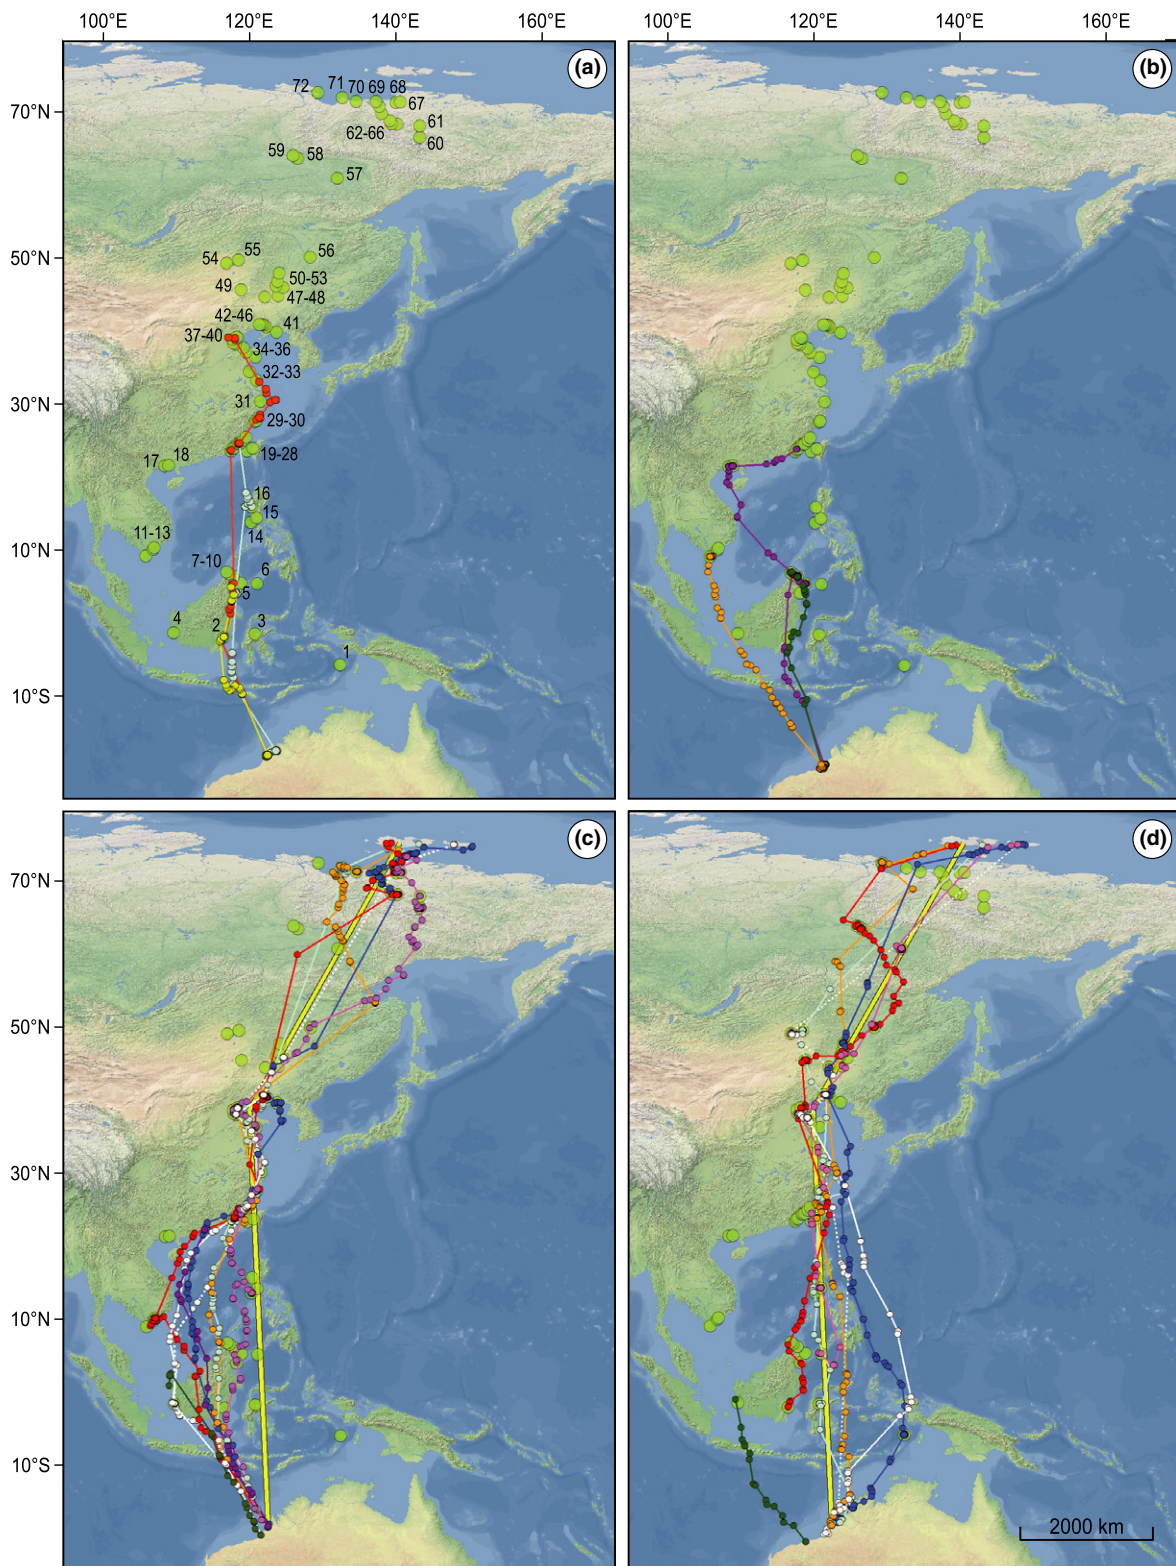 100°E 120°E 140°E 160°E 100°E 120°E 140°E 160°E
(a) (b)
72 71 70 69 68
70°N 67
61
62-66
60
59 58
57
50°N 54 55 56
50-53
49
47-48
42-46 41
37-40
34-36
32-33
30°N 31
29-30
17 18 19-28
16
15
11-13 14
10°N
7-10 6
5
4 2 3
1
10°S
(c) (d)
70°N
50°N
30°N
10°N
10°S
2000 km